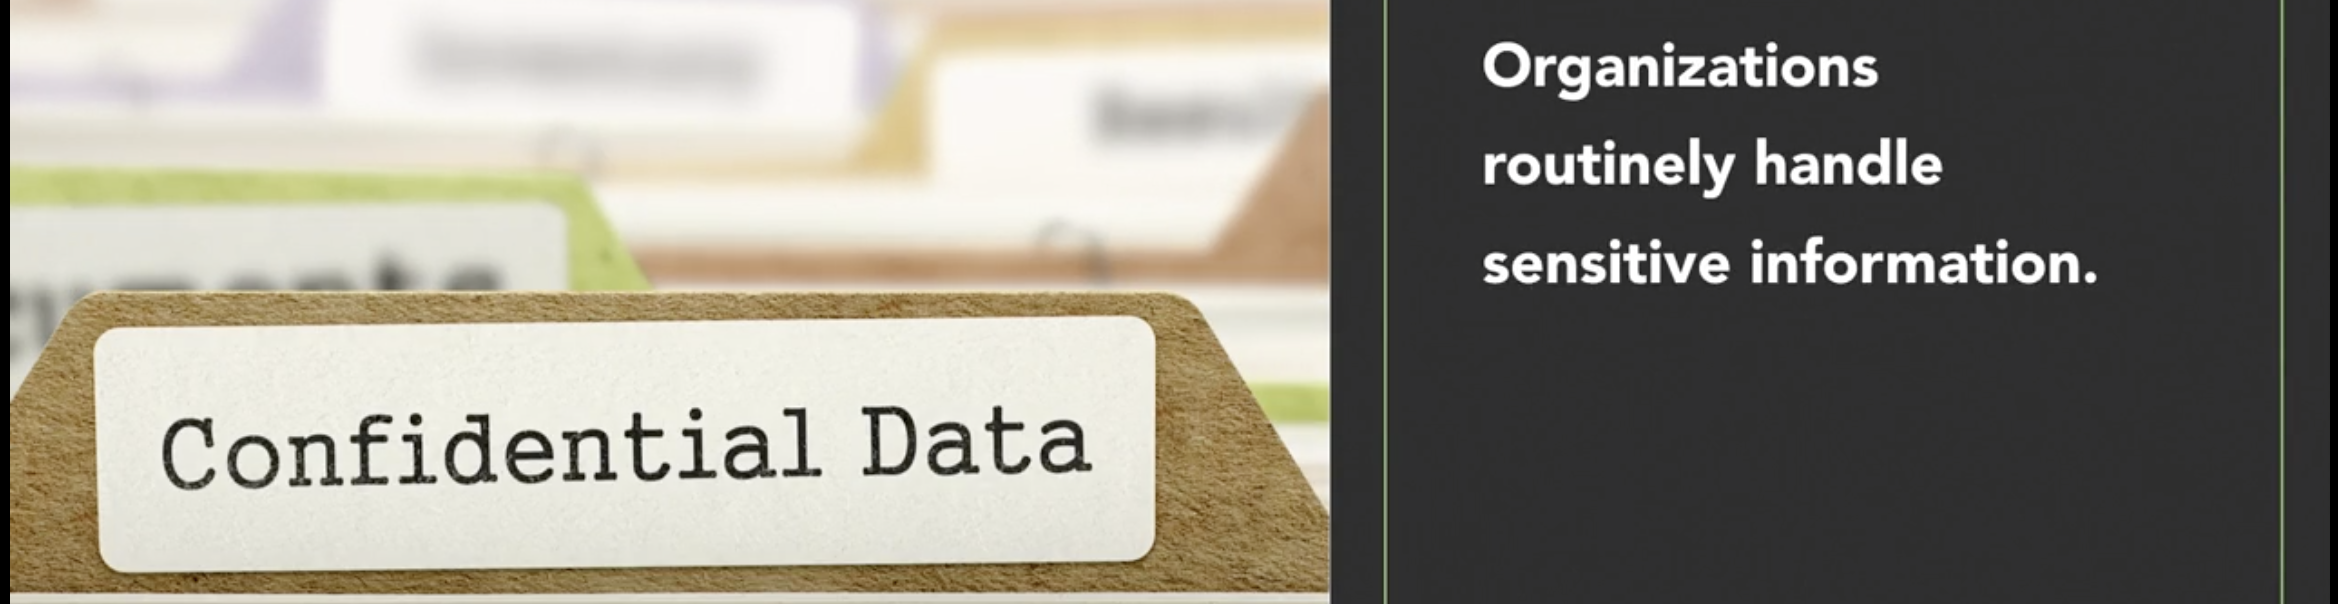 Confidential Data
Organizations
routinely handle
sensitive information.